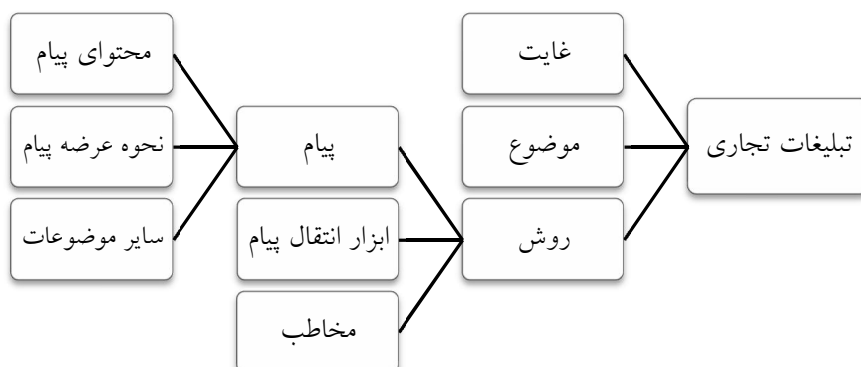 تبلیغات تجاری
غایت
موضوع
روش
پیام
ابزار انتقال پیام
مخاطب
محتوای پیام
نحوه عرضه پیام
سایر موضوعات